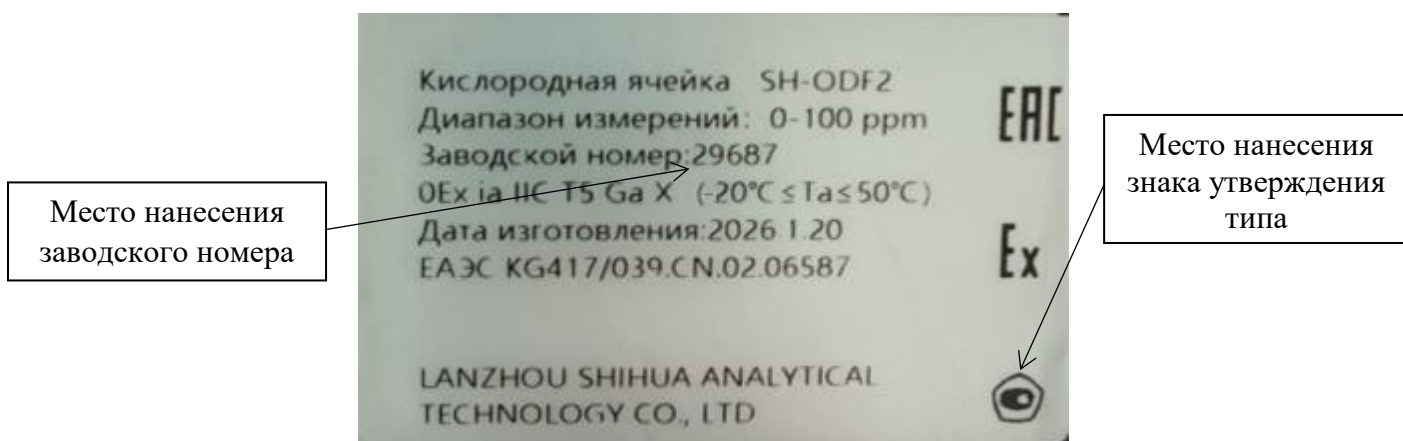 Кислородная ячейка SH-ODF2
Диапазон измерений: 0-100 ppm
Заводской номер:29687
0Ex ia IIC T5 Ga X (-20°C ≤ Ta ≤ 50°C)
Дата изготовления:2026 1.20
ЕАЭС KG417/039.CN.02.06587
LANZHOU SHIHUA ANALYTICAL
TECHNOLOGY CO., LTD
EAC
Ex
Место нанесения
заводского номера
Место нанесения
знака утверждения
типа